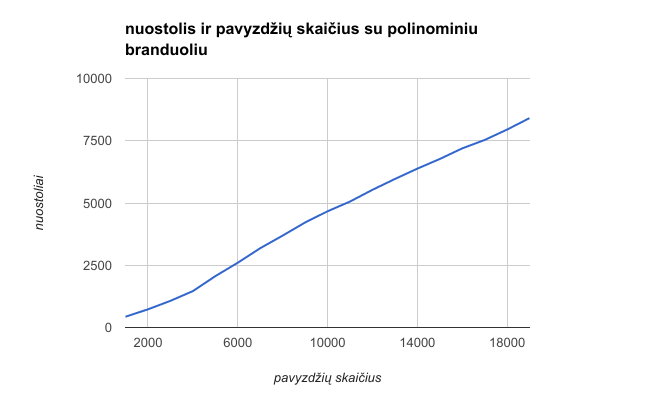 nuostolis ir pavyzdžių skaičius su polinominiu
branduoliu
10000
7500
5000
2500
0
nuostoliai
2000 6000 10000 14000 18000
pavyzdžių skaičius